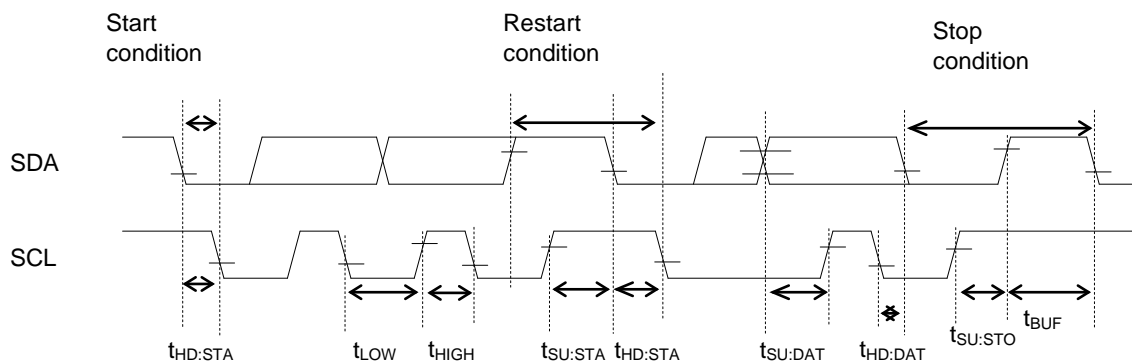 Start
condition
Restart
condition
Stop
condition
SDA
SCL
tHD:STA
tLOW
tHIGH
tSU:STA
tHD:STA
tSU:DAT
tHD:DAT
tSU:STO
tBUF